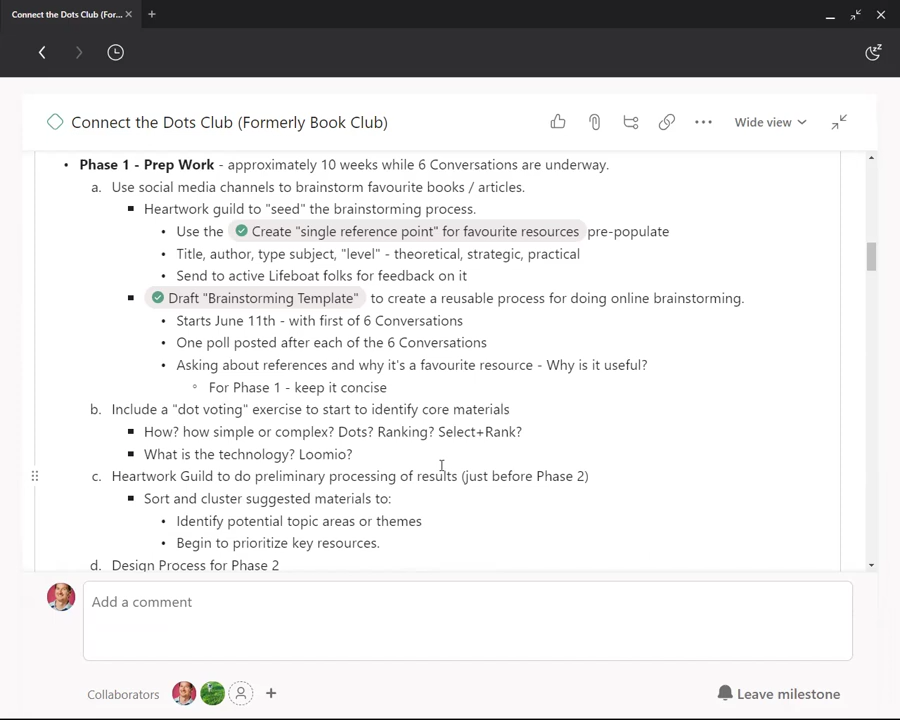 Connect the Dots Club (For...
Connect the Dots Club (Formerly Book Club)
Wide view
• Phase 1 - Prep Work - approximately 10 weeks while 6 Conversations are underway.
a. Use social media channels to brainstorm favourite books / articles.
▪ Heartwork guild to "seed" the brainstorming process.
• Use the Create "single reference point" for favourite resources pre-populate
• Title, author, type subject, "level" - theoretical, strategic, practical
• Send to active Lifeboat folks for feedback on it
▪ Draft "Brainstorming Template" to create a reusable process for doing online brainstorming.
• Starts June 11th - with first of 6 Conversations
• One poll posted after each of the 6 Conversations
• Asking about references and why it's a favourite resource - Why is it useful?
◦ For Phase 1 - keep it concise
b. Include a "dot voting" exercise to start to identify core materials
▪ How? how simple or complex? Dots? Ranking? Select+Rank?
▪ What is the technology? Loomio?
c. Heartwork Guild to do preliminary processing of results (just before Phase 2)
▪ Sort and cluster suggested materials to:
• Identify potential topic areas or themes
• Begin to prioritize key resources.
d. Design Process for Phase 2
Add a comment
Collaborators
Leave milestone